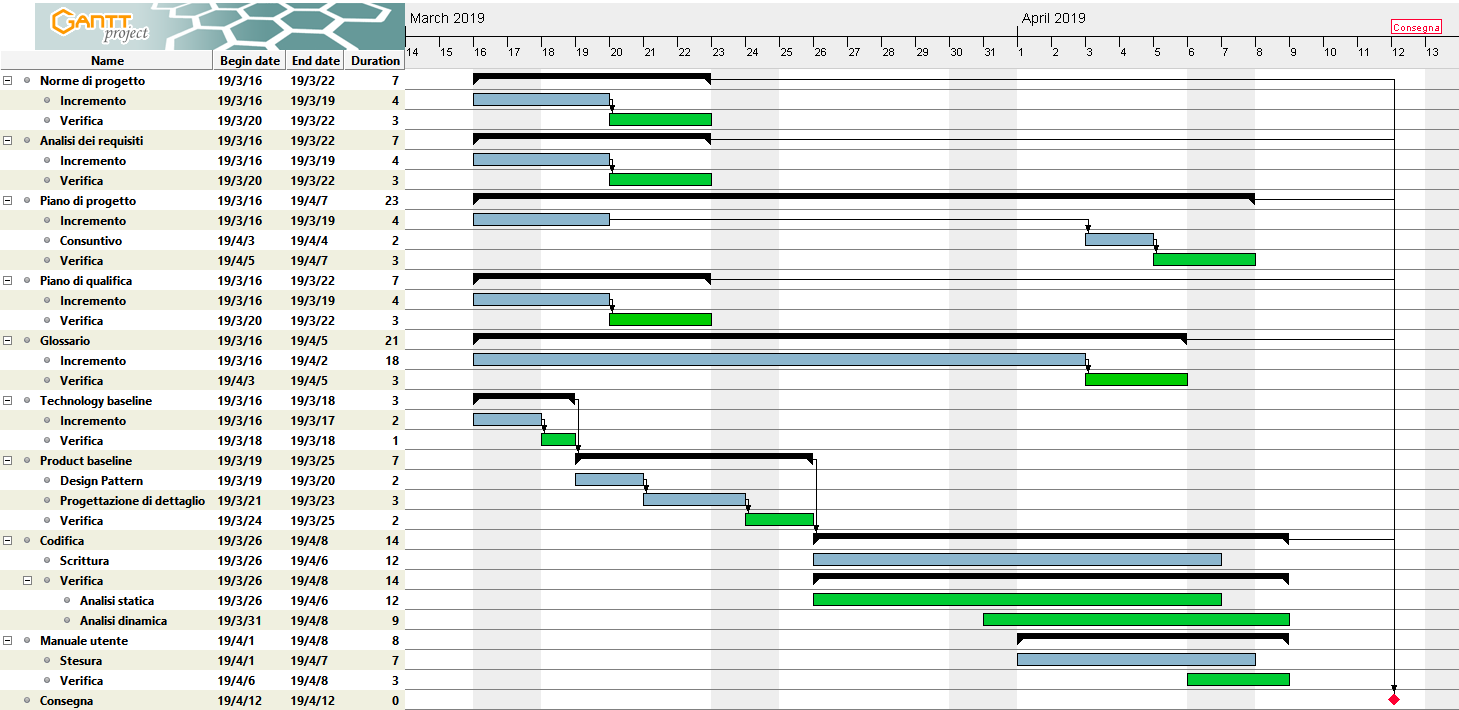 GANTT project
March 2019 April 2019
Consegna
14 15 16 17 18 19 20 21 22 23 24 25 26 27 28 29 30 31 1 2 3 4 5 6 7 8 9 10 11 12 13
Name Begin date End date Duration
Norme di progetto 19/3/16 19/3/22 7
Incremento 19/3/16 19/3/19 4
Verifica 19/3/20 19/3/22 3
Analisi dei requisiti 19/3/16 19/3/22 7
Incremento 19/3/16 19/3/19 4
Verifica 19/3/20 19/3/22 3
Piano di progetto 19/3/16 19/4/7 23
Incremento 19/3/16 19/3/19 4
Consuntivo 19/4/3 19/4/4 2
Verifica 19/4/5 19/4/7 3
Piano di qualifica 19/3/16 19/3/22 7
Incremento 19/3/16 19/3/19 4
Verifica 19/3/20 19/3/22 3
Glossario 19/3/16 19/4/5 21
Incremento 19/3/16 19/4/2 18
Verifica 19/4/3 19/4/5 3
Technology baseline 19/3/16 19/3/18 3
Incremento 19/3/16 19/3/17 2
Verifica 19/3/18 19/3/18 1
Product baseline 19/3/19 19/3/25 7
Design Pattern 19/3/19 19/3/20 2
Progettazione di dettaglio 19/3/21 19/3/23 3
Verifica 19/3/24 19/3/25 2
Codifica 19/3/26 19/4/8 14
Scrittura 19/3/26 19/4/6 12
Verifica 19/3/26 19/4/8 14
Analisi statica 19/3/26 19/4/6 12
Analisi dinamica 19/3/31 19/4/8 9
Manuale utente 19/4/1 19/4/8 8
Stesura 19/4/1 19/4/7 7
Verifica 19/4/6 19/4/8 3
Consegna 19/4/12 19/4/12 0